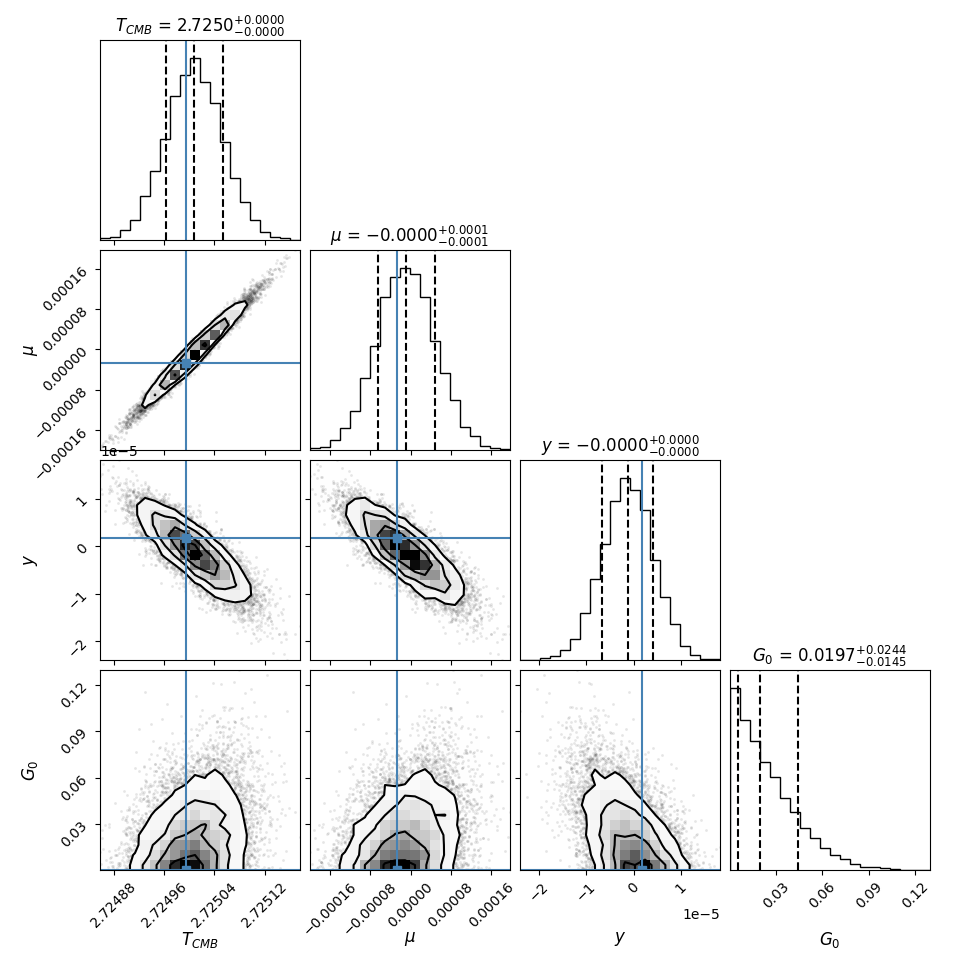 T_{CMB} = 2.7250^{+0.0000}_{-0.0000}
μ = −0.0000^{+0.0001}_{-0.0001}
0.00016
0.00008
0.00000
−0.00008
−0.00016
μ
y = −0.0000^{+0.0000}_{-0.0000}
1e−5
1
0
−1
−2
y
G_0 = 0.0197^{+0.0244}_{-0.0145}
0.12
0.09
0.06
0.03
G_0
2.72488 2.72496 2.72504 2.72512
−0.00016 −0.00008 0.00000 0.00008 0.00016
−2 −1 0 1
1e−5
0.03 0.06 0.09 0.12
T_{CMB} μ y G_0